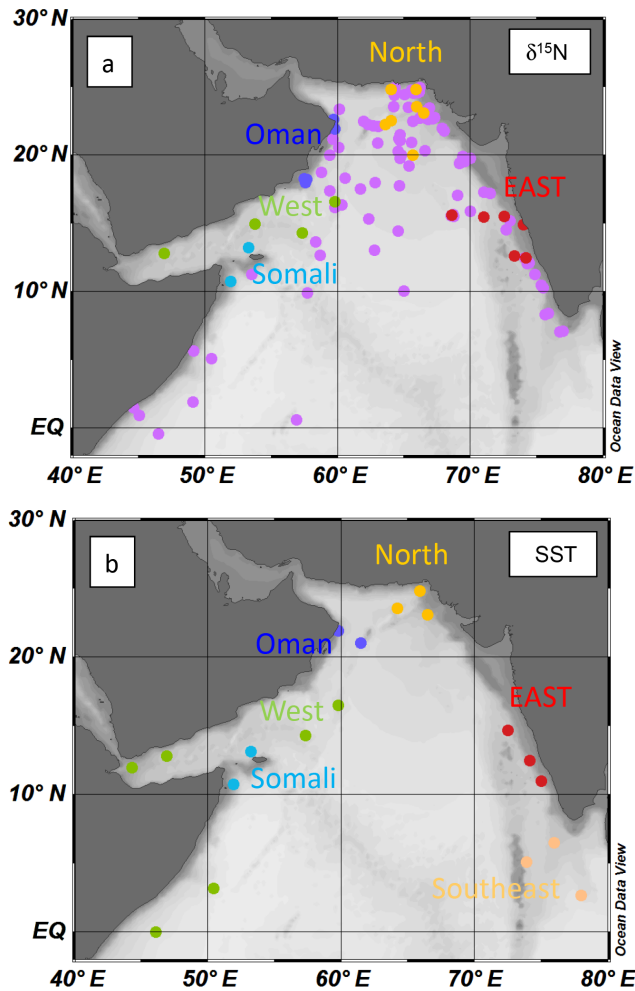 30° N
a
North
δ¹⁵N
Oman
20° N
EAST
West
Somali
10° N
EQ
Ocean Data View
40° E 50° E 60° E 70° E 80° E
30° N
b
North
SST
Oman
20° N
EAST
West
Somali
10° N
Southeast
EQ
Ocean Data View
40° E 50° E 60° E 70° E 80° E